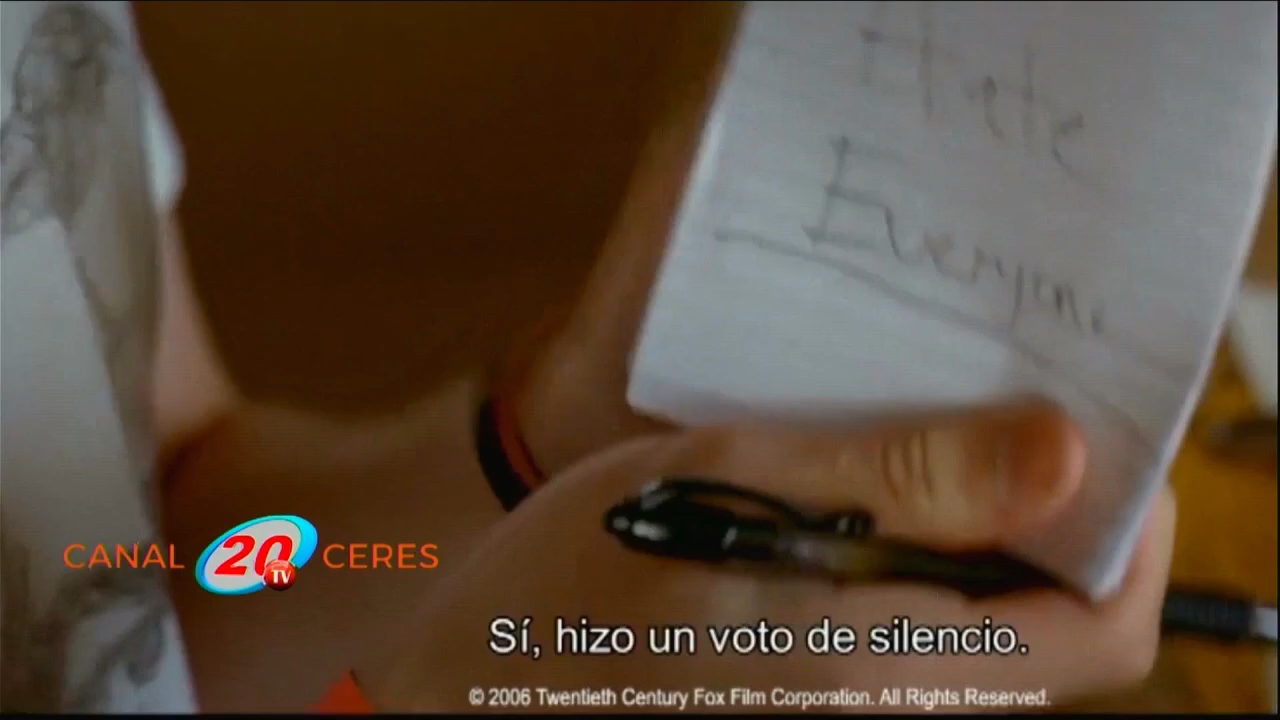 Hate
Everyone
CANAL 20 TV CERES
Sí, hizo un voto de silencio.
© 2006 Twentieth Century Fox Film Corporation. All Rights Reserved.